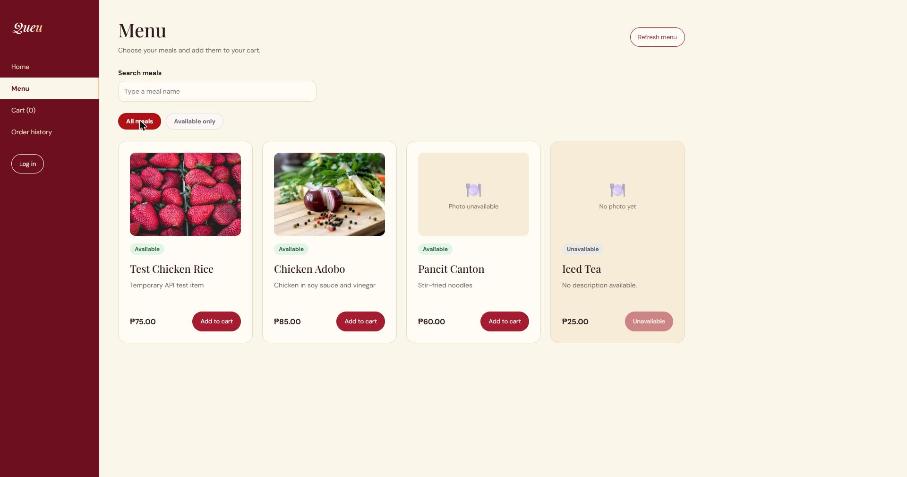 Queu
Home
Menu
Cart (0)
Order history
Log in
Menu
Choose your meals and add them to your cart.
Refresh menu
Search meals
Type a meal name
All meals
Available only
Available
Test Chicken Rice
Temporary API test item
₱75.00
Add to cart
Available
Chicken Adobo
Chicken in soy sauce and vinegar
₱85.00
Add to cart
Photo unavailable
Available
Pancit Canton
Stir-fried noodles
₱60.00
Add to cart
No photo yet
Unavailable
Iced Tea
No description available.
₱25.00
Unavailable